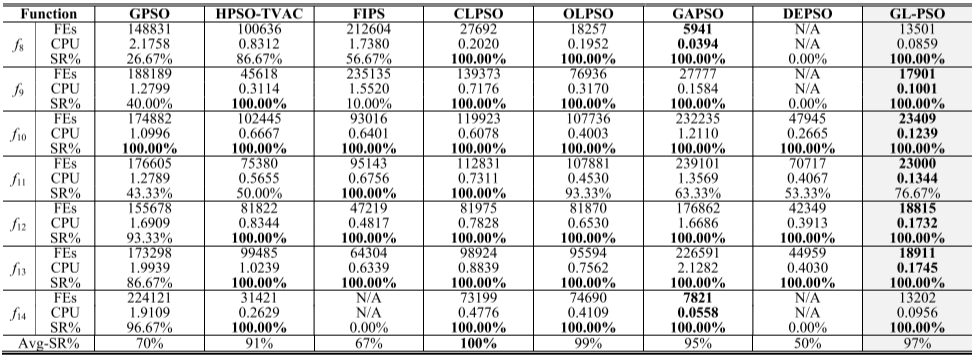 Function GPSO HPSO-TVAC FIPS CLPSO OLPSO GAPSO DEPSO GL-PSO
FEs 148831 100636 212604 27692 18257 5941 N/A 13501
f8 CPU 2.1758 0.8312 1.7380 0.2020 0.1952 0.0394 N/A 0.0859
SR% 26.67% 86.67% 56.67% 100.00% 100.00% 100.00% 0.00% 100.00%
FEs 188189 45618 235135 139373 76936 27777 N/A 17901
f9 CPU 1.2799 0.3114 1.5520 0.7176 0.3170 0.1584 N/A 0.1001
SR% 40.00% 100.00% 10.00% 100.00% 100.00% 100.00% 0.00% 100.00%
FEs 174882 102445 93016 119923 107736 232235 47945 23409
f10 CPU 1.0996 0.6667 0.6401 0.6078 0.4003 1.2110 0.2665 0.1239
SR% 100.00% 100.00% 100.00% 100.00% 100.00% 100.00% 100.00% 100.00%
FEs 176605 75380 95143 112831 107881 239101 70717 23000
f11 CPU 1.2789 0.5655 0.6756 0.7311 0.4530 1.3569 0.4067 0.1344
SR% 43.33% 50.00% 100.00% 100.00% 93.33% 63.33% 53.33% 76.67%
FEs 155678 81822 47219 81975 81870 176862 42349 18815
f12 CPU 1.6909 0.8344 0.4817 0.7828 0.6530 1.6686 0.3913 0.1732
SR% 93.33% 100.00% 100.00% 100.00% 100.00% 100.00% 100.00% 100.00%
FEs 173298 99485 64304 98924 95594 226591 44959 18911
f13 CPU 1.9939 1.0239 0.6339 0.8839 0.7562 2.1282 0.4030 0.1745
SR% 86.67% 100.00% 100.00% 100.00% 100.00% 100.00% 100.00% 100.00%
FEs 224121 31421 N/A 73199 74690 7821 N/A 13202
f14 CPU 1.9109 0.2629 N/A 0.4776 0.4109 0.0558 N/A 0.0956
SR% 96.67% 100.00% 0.00% 100.00% 100.00% 100.00% 0.00% 100.00%
Avg-SR% 70% 91% 67% 100% 99% 95% 50% 97%